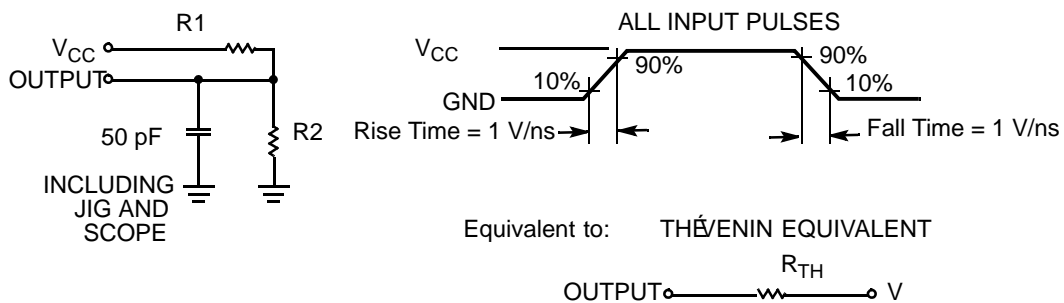 R1
VCC
OUTPUT
50 pF
R2
INCLUDING
JIG AND
SCOPE
ALL INPUT PULSES
VCC
GND
10%
90%
90%
10%
Rise Time = 1 V/ns
Fall Time = 1 V/ns
Equivalent to: THÉVENIN EQUIVALENT
RTH
OUTPUT
V